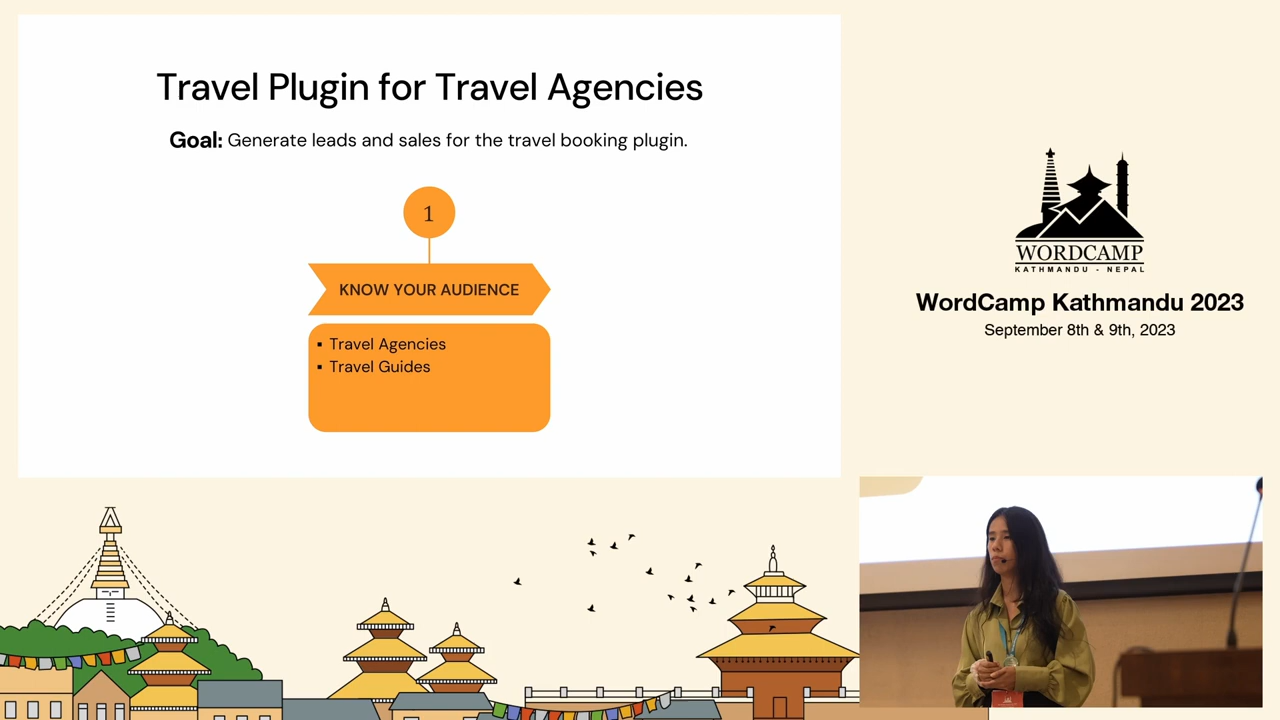 Travel Plugin for Travel Agencies
Goal: Generate leads and sales for the travel booking plugin.
1
KNOW YOUR AUDIENCE
▪ Travel Agencies
▪ Travel Guides
WORDCAMP
KATHMANDU - NEPAL
WordCamp Kathmandu 2023
September 8th & 9th, 2023